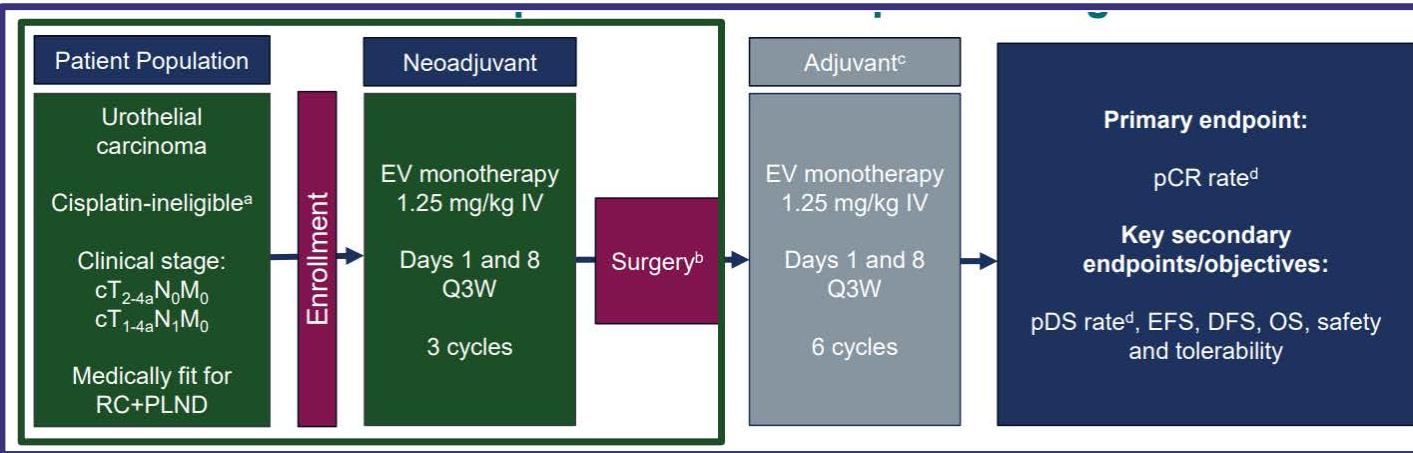 Patient Population
Urothelial
carcinoma
Cisplatin-ineligibleᵃ
Clinical stage:
cT₂₋₄ₐN₀M₀
cT₁₋₄ₐN₁M₀
Medically fit for
RC+PLND
Enrollment
Neoadjuvant
EV monotherapy
1.25 mg/kg IV
Days 1 and 8
Q3W
3 cycles
Surgeryᵇ
Adjuvantᶜ
EV monotherapy
1.25 mg/kg IV
Days 1 and 8
Q3W
6 cycles
Primary endpoint:
pCR rateᵈ
Key secondary
endpoints/objectives:
pDS rateᵈ, EFS, DFS, OS, safety
and tolerability